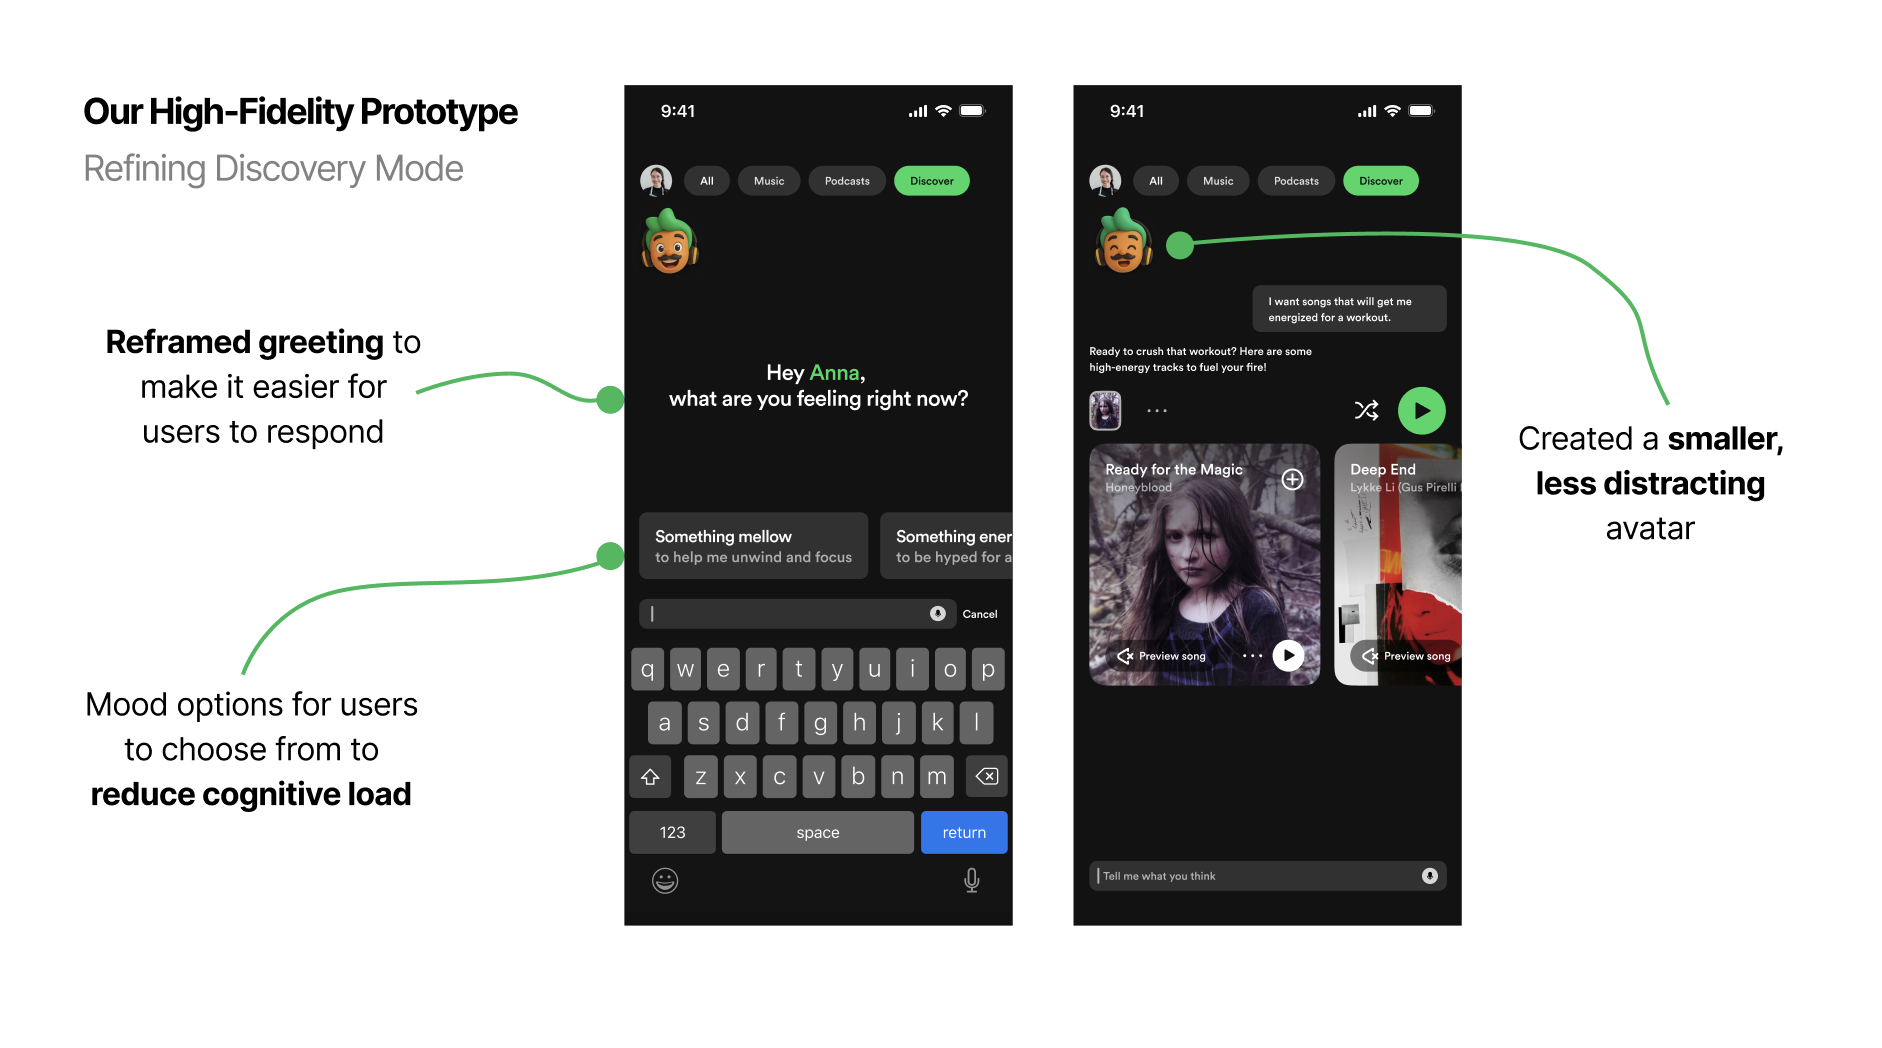 Our High-Fidelity Prototype
Refining Discovery Mode
Reframed greeting to
make it easier for
users to respond
Mood options for users
to choose from to
reduce cognitive load
9:41
All Music Podcasts Discover
Hey Anna,
what are you feeling right now?
Something mellow
to help me unwind and focus
Something ener
to be hyped for a
Cancel
q w e r t y u i o p
a s d f g h j k l
z x c v b n m
123 space return
9:41
All Music Podcasts Discover
I want songs that will get me
energized for a workout.
Ready to crush that workout? Here are some
high-energy tracks to fuel your fire!
Ready for the Magic
Honeyblood
Preview song
Deep End
Lykke Li (Gus Pirelli
Preview song
Tell me what you think
Created a smaller,
less distracting
avatar